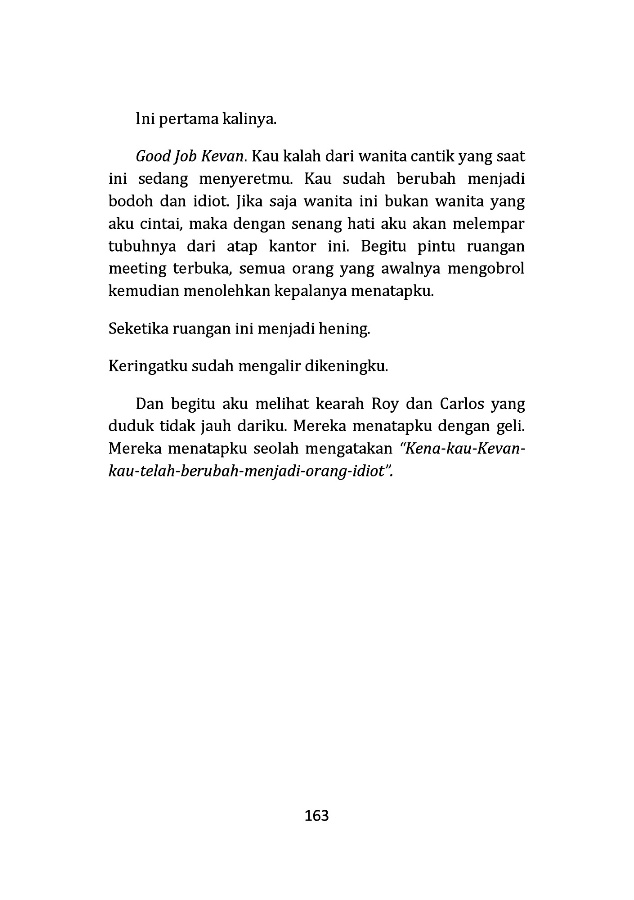 Ini pertama kalinya.
Good Job Kevan. Kau kalah dari wanita cantik yang saat
ini sedang menyeretmu. Kau sudah berubah menjadi
bodoh dan idiot. Jika saja wanita ini bukan wanita yang
aku cintai, maka dengan senang hati aku akan melempar
tubuhnya dari atap kantor ini. Begitu pintu ruangan
meeting terbuka, semua orang yang awalnya mengobrol
kemudian menolehkan kepalanya menatapku.
Seketika ruangan ini menjadi hening.
Keringatku sudah mengalir dikeningku.
Dan begitu aku melihat kearah Roy dan Carlos yang
duduk tidak jauh dariku. Mereka menatapku dengan geli.
Mereka menatapku seolah mengatakan “Kena-kau-Kevan-
kau-telah-berubah-menjadi-orang-idiot”.
163